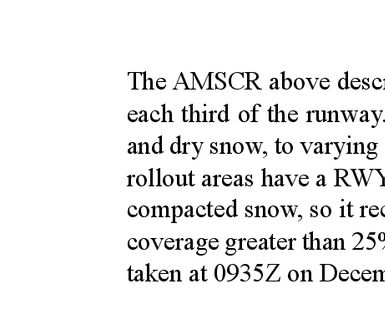 The AMSCR above descr
each third of the runway.
and dry snow, to varying
rollout areas have a RWY
compacted snow, so it rec
coverage greater than 25%
taken at 0935Z on Decem